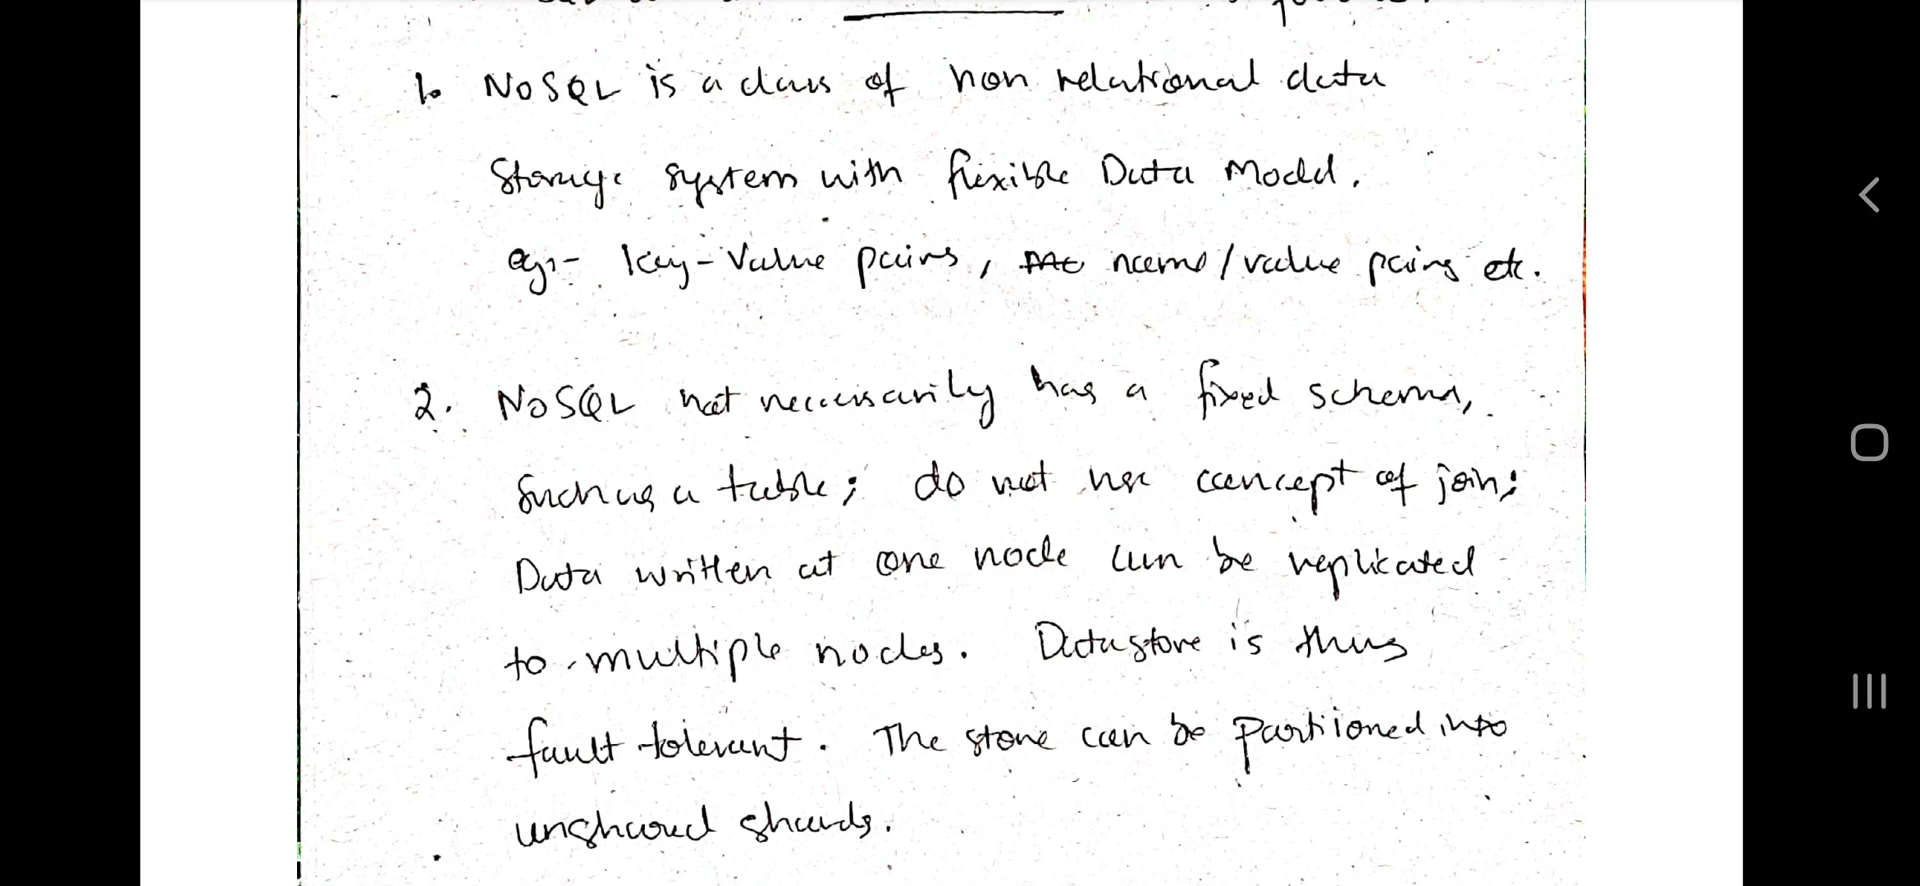 1. NoSQL is a class of non relational data
Storage system with flexible Data Model.
eg:- key-Value pairs, name/value pairs etc.
2. NoSQL not neccessarily has a fixed schema,
Such as a table; do not use concept of join;
Data written at one node can be replicated
to multiple nodes. Datastore is thus
fault tolerant. The store can be partioned into
unshared shards.